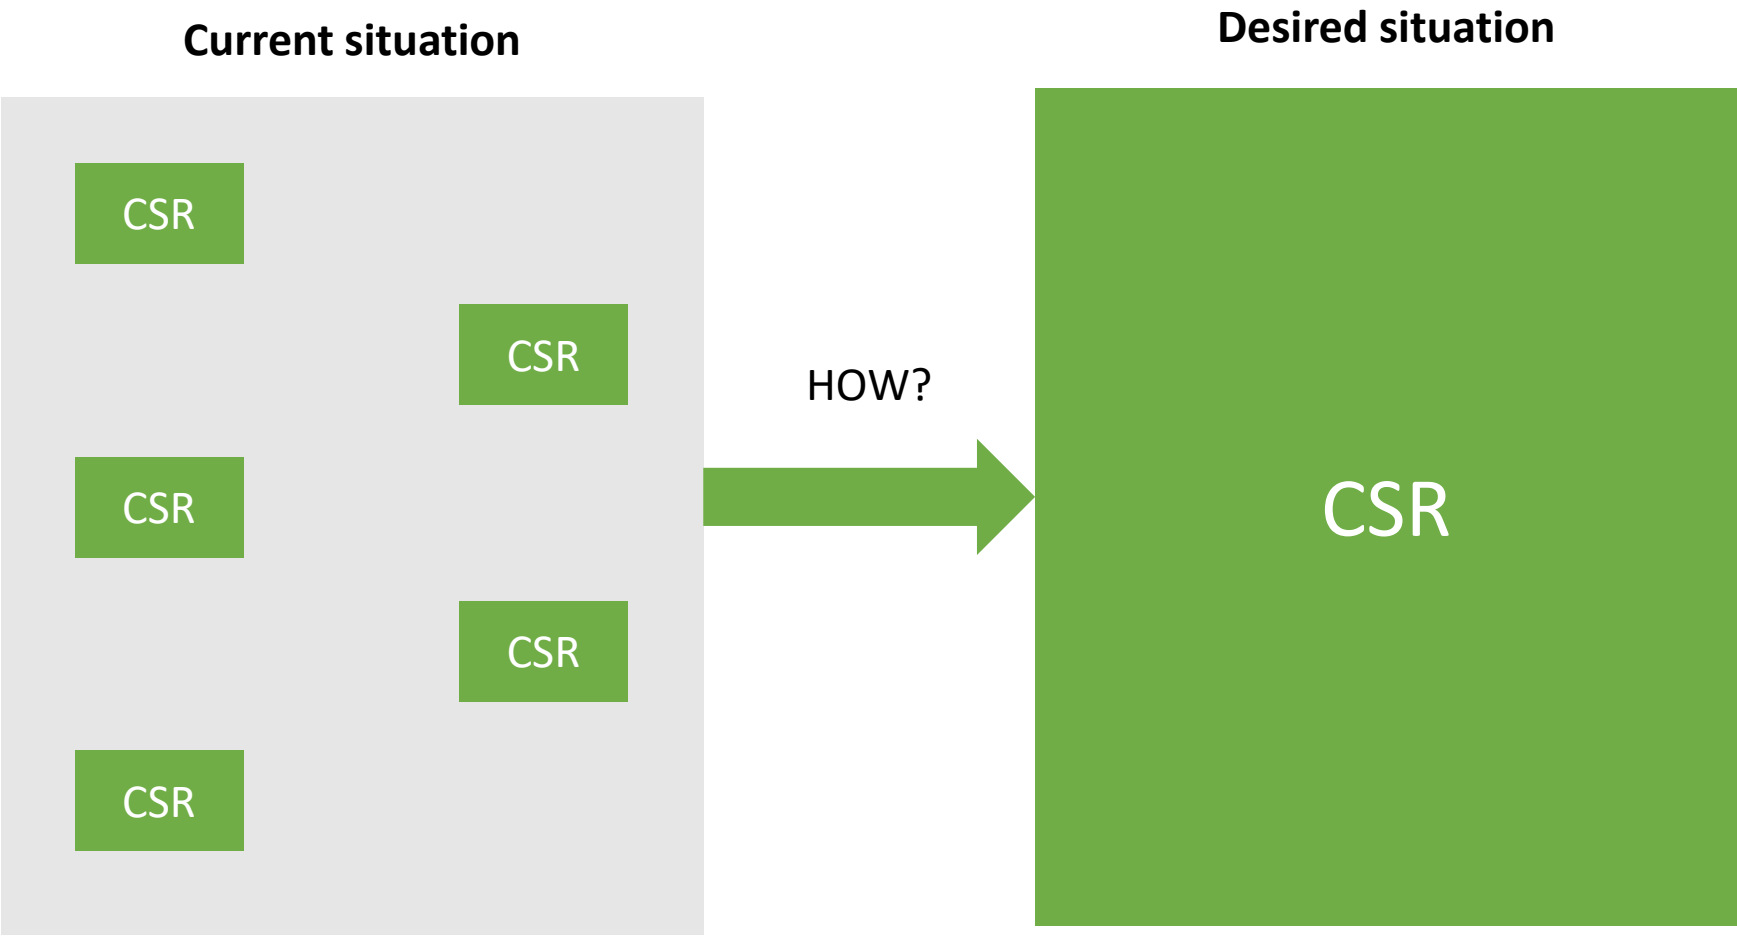 Current situation
Desired situation
CSR
CSR
CSR
CSR
CSR
HOW?
CSR